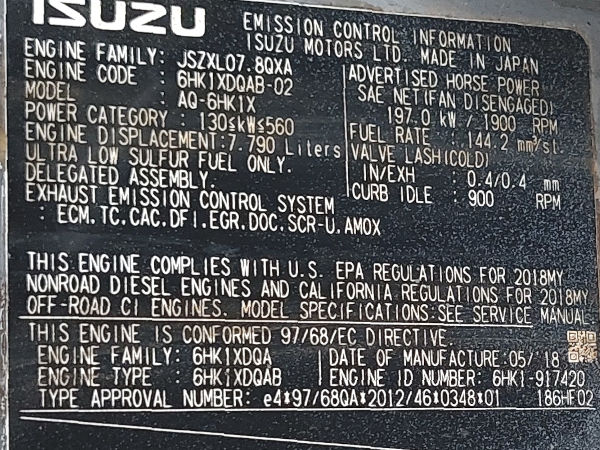 ISUZU
EMISSION CONTROL INFORMATION
ISUZU MOTORS LTD. MADE IN JAPAN
ENGINE FAMILY: JSZXL07.8QXA
ENGINE CODE : 6HK1XDQAB-02
MODEL : AQ-6HK1X
POWER CATEGORY : 130≤kW≤560
ENGINE DISPLACEMENT:7.790 Liters
ULTRA LOW SULFUR FUEL ONLY.
DELEGATED ASSEMBLY.
EXHAUST EMISSION CONTROL SYSTEM
: ECM.TC.CAC.DFI.EGR.DOC.SCR-U.AMOX
ADVERTISED HORSE POWER
SAE NET(FAN DISENGAGED)
197.0 kW / 1900 RPM
FUEL RATE : 144.2 mm³/st.
VALVE LASH(COLD)
IN/EXH : 0.4/0.4 mm
CURB IDLE : 900 RPM
THIS ENGINE COMPLIES WITH U.S. EPA REGULATIONS FOR 2018MY
NONROAD DIESEL ENGINES AND CALIFORNIA REGULATIONS FOR 2018MY
OFF-ROAD CI ENGINES. MODEL SPECIFICATIONS:SEE SERVICE MANUAL.
THIS ENGINE IS CONFORMED 97/68/EC DIRECTIVE.
ENGINE FAMILY: 6HK1XDQA DATE OF MANUFACTURE:05/'18
ENGINE TYPE : 6HK1XDQAB ENGINE ID NUMBER: 6HK1-917420
TYPE APPROVAL NUMBER: e4*97/68QA*2012/46*0348*01 186HF02